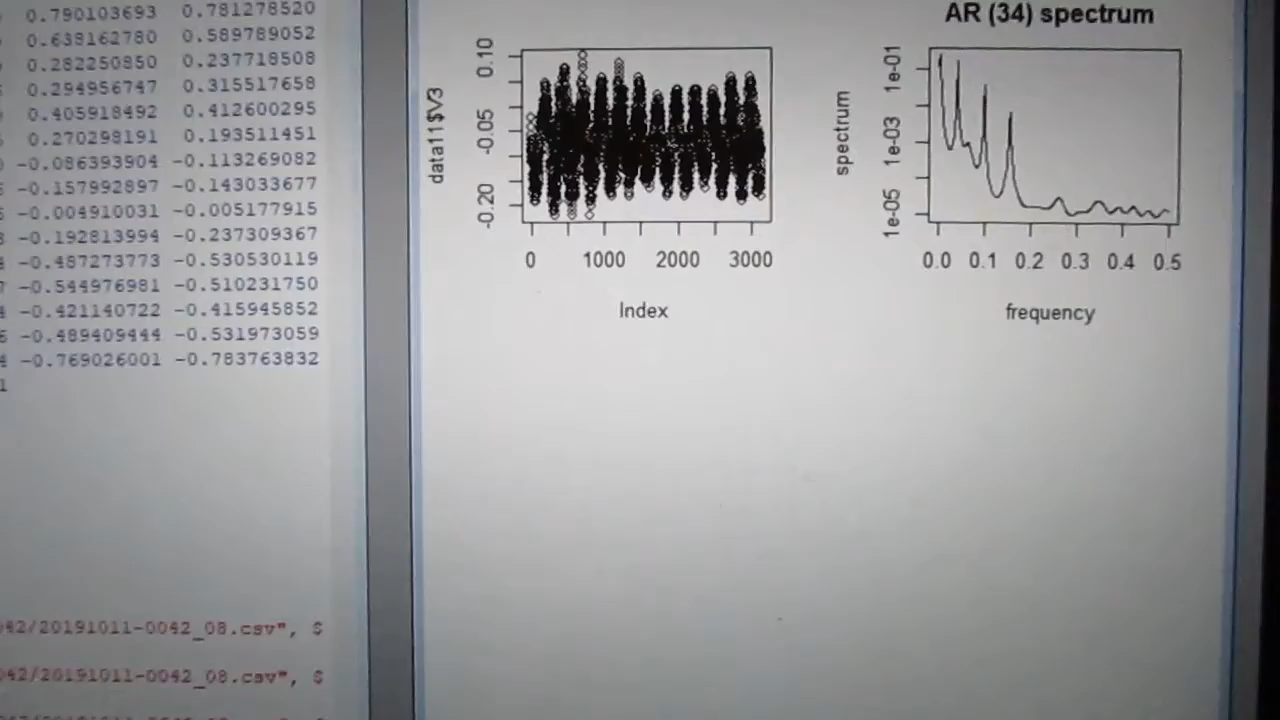 0.790103693 0.781278520
0.638162780 0.589789052
0.282250850 0.237718508
0.294956747 0.315517658
0.405918492 0.412600295
0.270298191 0.193511451
-0.086393904 -0.113269082
-0.157992897 -0.143033677
-0.004910031 -0.005177915
-0.192813994 -0.237309367
-0.487273773 -0.530530119
-0.544976981 -0.510231750
-0.421140722 -0.415945852
-0.489409444 -0.531973059
-0.769026001 -0.783763832
1
042/20191011-0042_08.csv", $
042/20191011-0042_08.csv", $
data11$V3
0.10
-0.05
-0.20
0 1000 2000 3000
Index
AR (34) spectrum
spectrum
1e-01
1e-03
1e-05
0.0 0.1 0.2 0.3 0.4 0.5
frequency